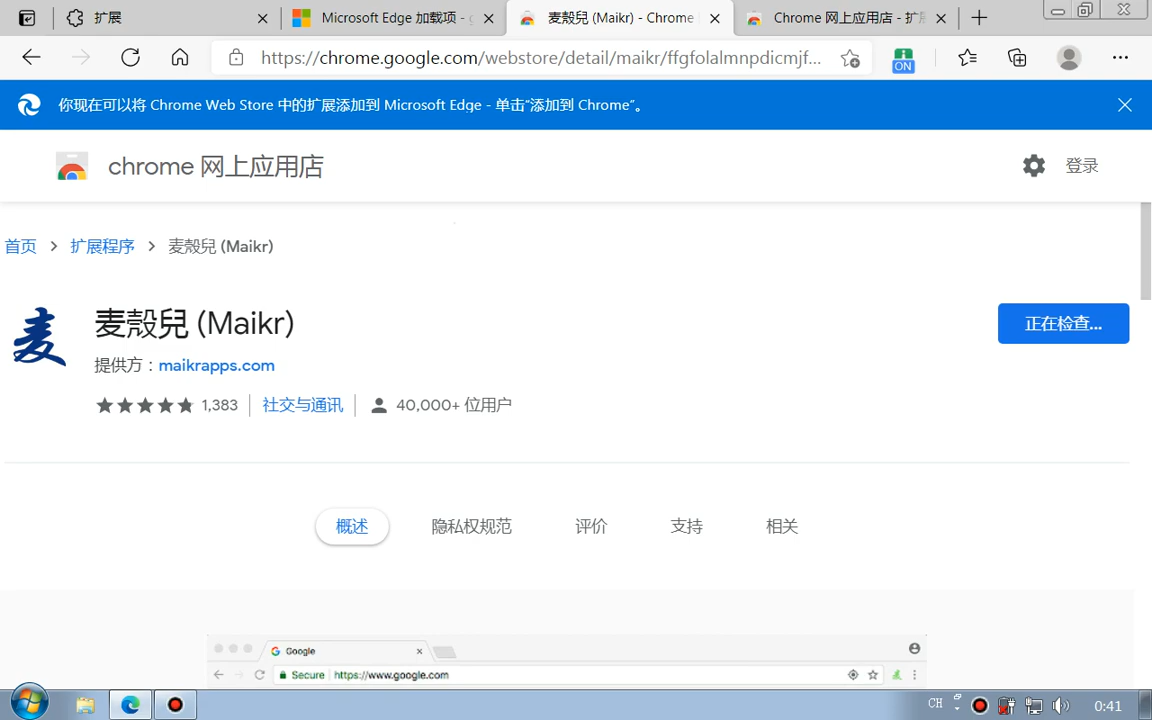 扩展
Microsoft Edge 加载项 -
麦殻兒 (Maikr) - Chrome
Chrome 网上应用店 - 扩
https://chrome.google.com/webstore/detail/maikr/ffgfolalmnpdicmjf...
ON
你现在可以将 Chrome Web Store 中的扩展添加到 Microsoft Edge - 单击"添加到 Chrome"。
chrome 网上应用店
登录
首页 > 扩展程序 > 麦殻兒 (Maikr)
麦
麦殻兒 (Maikr)
正在检查...
提供方：maikrapps.com
1,383
社交与通讯
40,000+ 位用户
概述
隐私权规范
评价
支持
相关
Google
Secure
https://www.google.com
CH
0:41